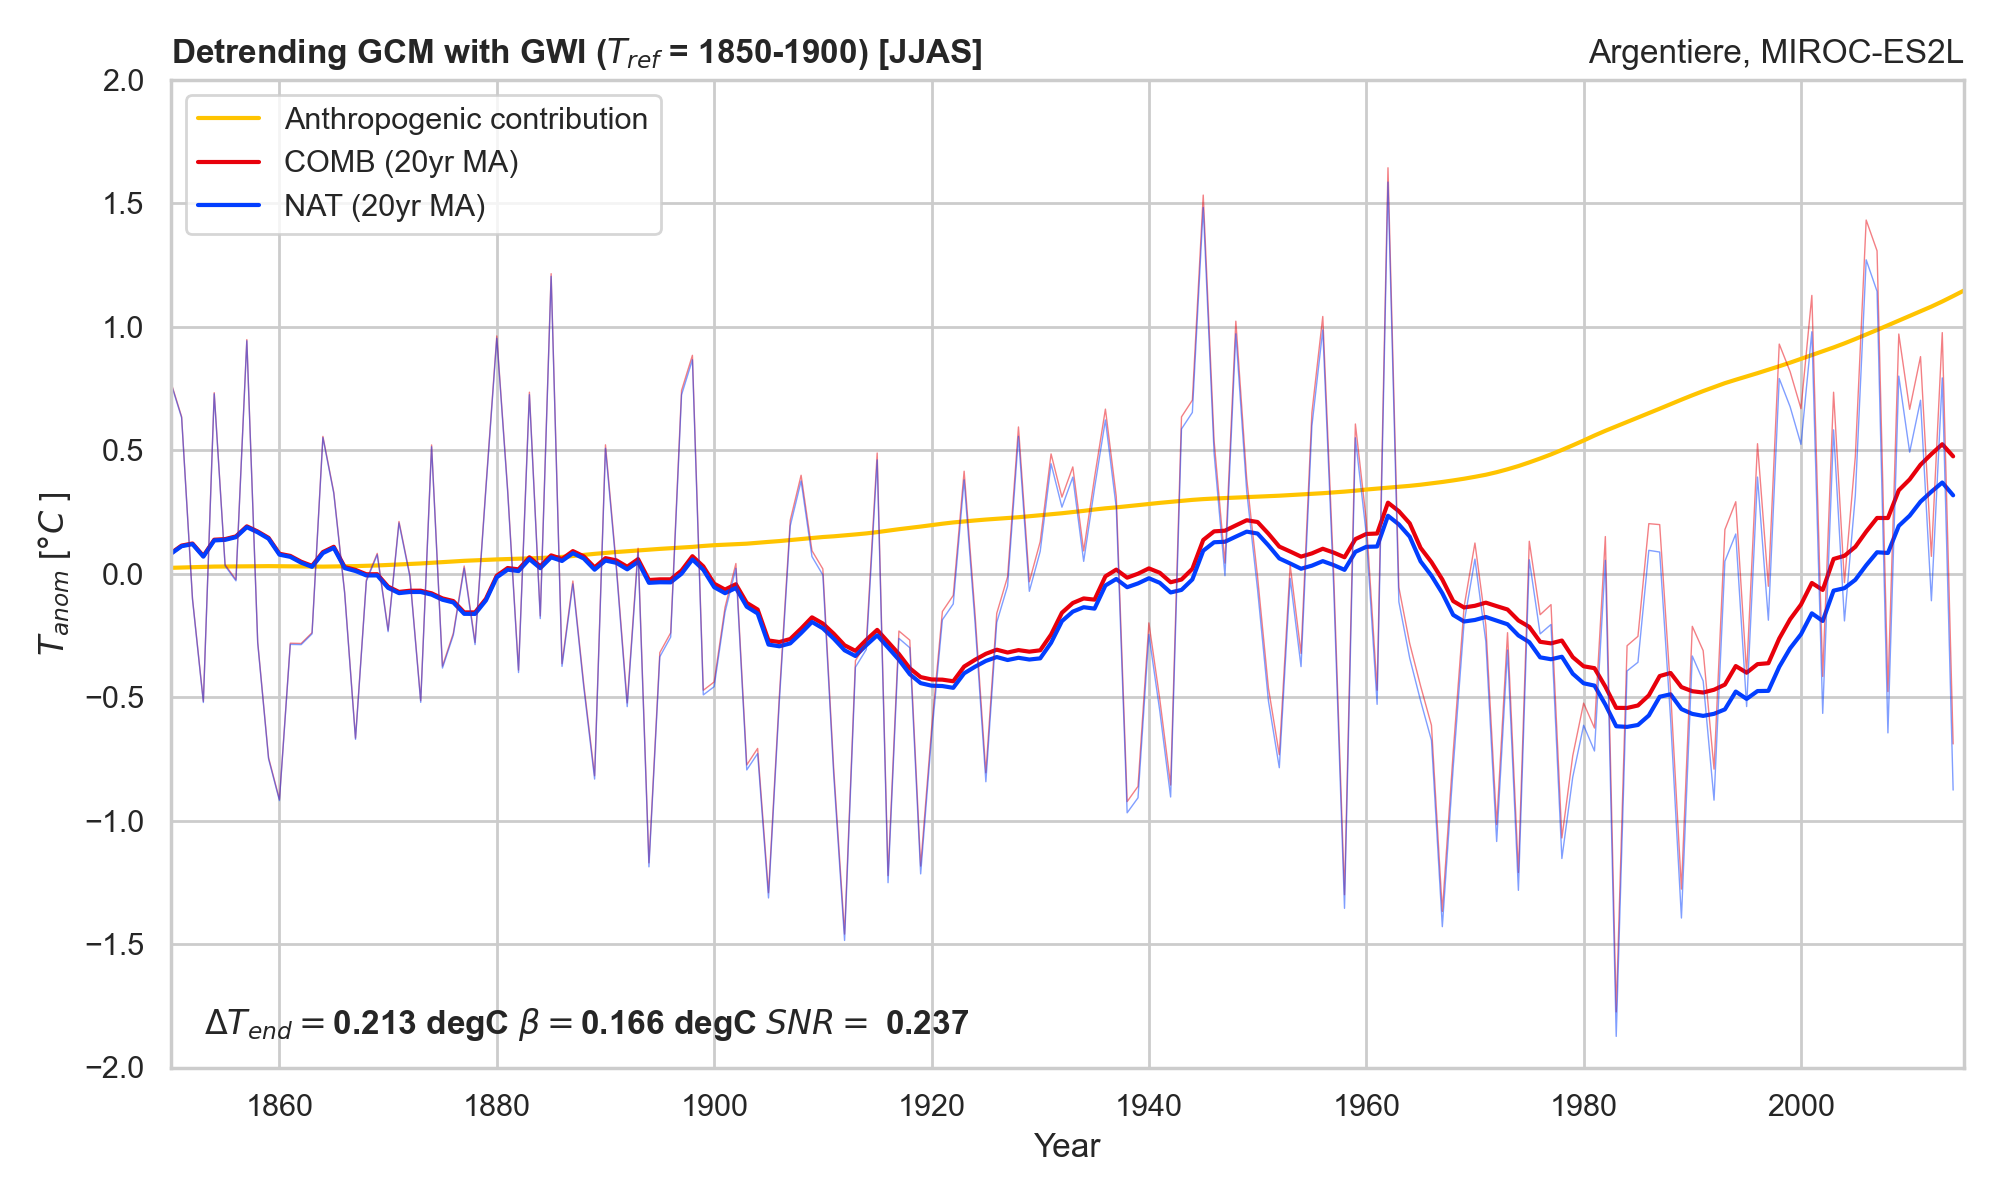 Detrending GCM with GWI (T_ref = 1850-1900) [JJAS]
Argentiere, MIROC-ES2L
2.0
1.5
1.0
0.5
0.0
−0.5
−1.0
−1.5
−2.0
T_anom [°C]
Anthropogenic contribution
COMB (20yr MA)
NAT (20yr MA)
ΔT_end = 0.213 degC β = 0.166 degC SNR = 0.237
1860 1880 1900 1920 1940 1960 1980 2000
Year